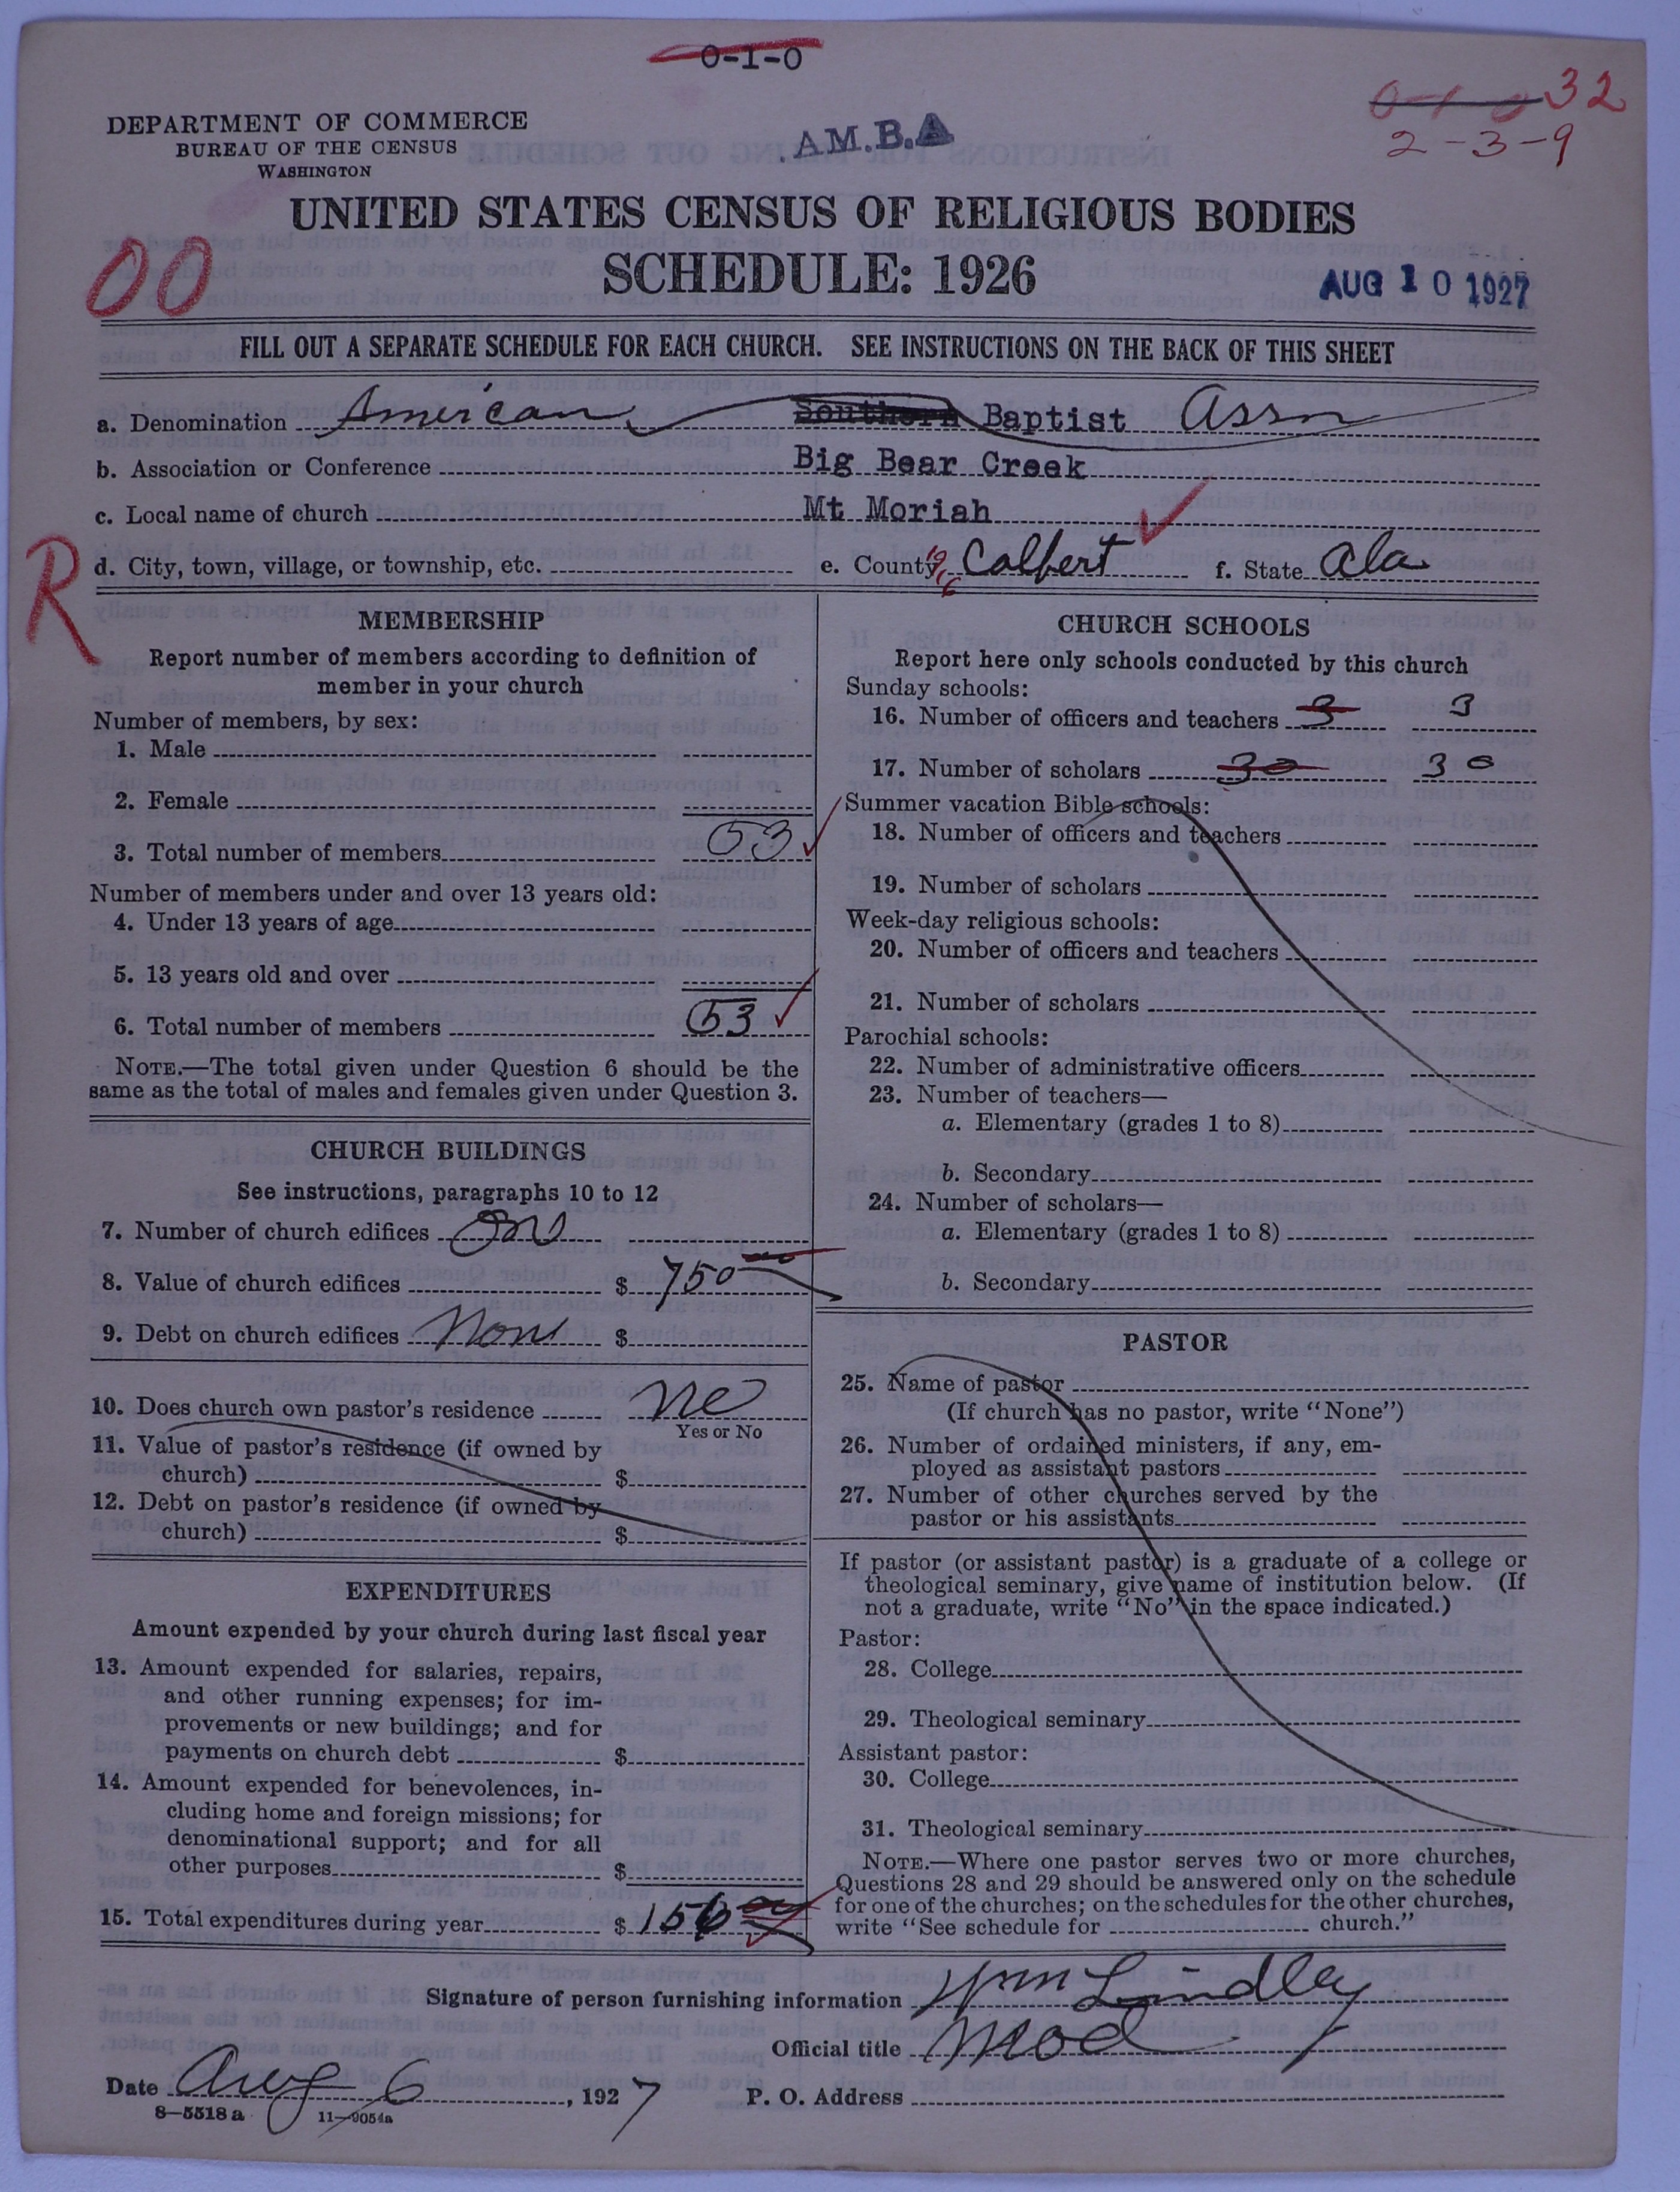 0-1-0
0-1-0 32
2-3-9
DEPARTMENT OF COMMERCE
BUREAU OF THE CENSUS
WASHINGTON
.AM.B.A
UNITED STATES CENSUS OF RELIGIOUS BODIES
SCHEDULE: 1926
00
AUG 10 1927
FILL OUT A SEPARATE SCHEDULE FOR EACH CHURCH. SEE INSTRUCTIONS ON THE BACK OF THIS SHEET
a. Denomination American Southern Baptist Assn
b. Association or Conference Big Bear Creek
c. Local name of church Mt Moriah
R
d. City, town, village, or township, etc. e. County Colbert f. State Ala
MEMBERSHIP
Report number of members according to definition of
member in your church
Number of members, by sex:
1. Male
2. Female
3. Total number of members 53
Number of members under and over 13 years old:
4. Under 13 years of age
5. 13 years old and over
6. Total number of members 53
NOTE.—The total given under Question 6 should be the
same as the total of males and females given under Question 3.
CHURCH BUILDINGS
See instructions, paragraphs 10 to 12
7. Number of church edifices One
8. Value of church edifices $ 750
9. Debt on church edifices None $
10. Does church own pastor's residence No
Yes or No
11. Value of pastor's residence (if owned by
church) $
12. Debt on pastor's residence (if owned by
church) $
EXPENDITURES
Amount expended by your church during last fiscal year
13. Amount expended for salaries, repairs,
and other running expenses; for im-
provements or new buildings; and for
payments on church debt $
14. Amount expended for benevolences, in-
cluding home and foreign missions; for
denominational support; and for all
other purposes $
15. Total expenditures during year $
CHURCH SCHOOLS
Report here only schools conducted by this church
Sunday schools:
16. Number of officers and teachers 3 3
17. Number of scholars 30 30
Summer vacation Bible schools:
18. Number of officers and teachers
19. Number of scholars
Week-day religious schools:
20. Number of officers and teachers
21. Number of scholars
Parochial schools:
22. Number of administrative officers
23. Number of teachers—
a. Elementary (grades 1 to 8)
b. Secondary
24. Number of scholars—
a. Elementary (grades 1 to 8)
b. Secondary
PASTOR
25. Name of pastor
(If church has no pastor, write "None")
26. Number of ordained ministers, if any, em-
ployed as assistant pastors
27. Number of other churches served by the
pastor or his assistants
If pastor (or assistant pastor) is a graduate of a college or
theological seminary, give name of institution below. (If
not a graduate, write "No" in the space indicated.)
Pastor:
28. College
29. Theological seminary
Assistant pastor:
30. College
31. Theological seminary
NOTE.—Where one pastor serves two or more churches,
Questions 28 and 29 should be answered only on the schedule
for one of the churches; on the schedules for the other churches,
write "See schedule for church."
Signature of person furnishing information Wm Lindley
Official title Mod
Date Aug 6, 1927 P. O. Address
8—5518 a 11—9054a